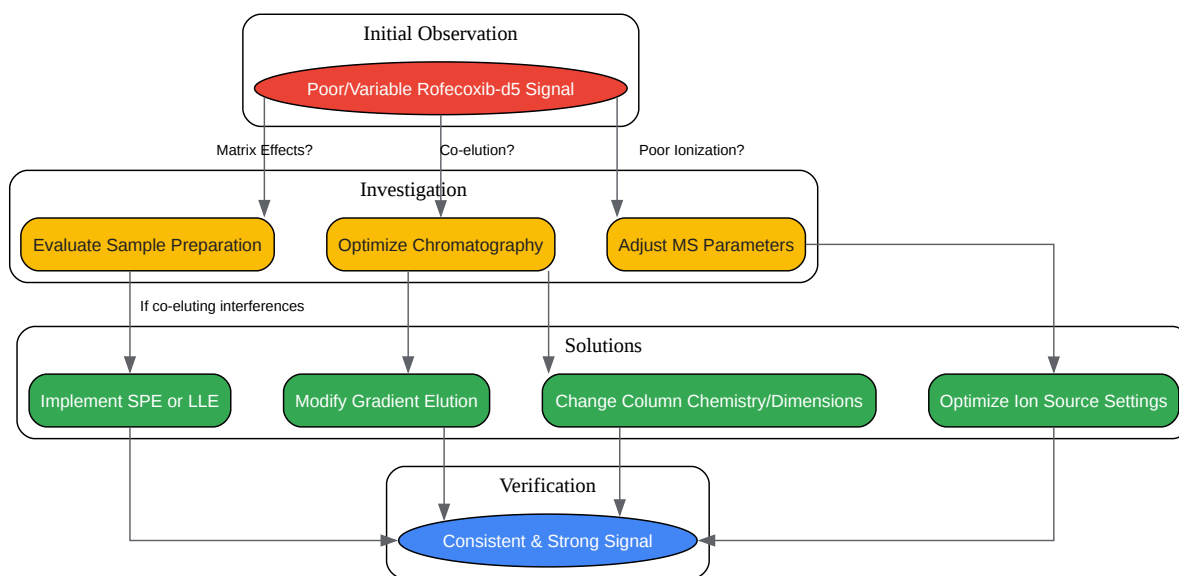 Initial Observation
Poor/Variable Rofecoxib-d5 Signal
Matrix Effects?
Co-elution?
Poor Ionization?
Investigation
Evaluate Sample Preparation
Optimize Chromatography
Adjust MS Parameters
If co-eluting interferences
Solutions
Implement SPE or LLE
Modify Gradient Elution
Change Column Chemistry/Dimensions
Optimize Ion Source Settings
Verification
Consistent & Strong Signal